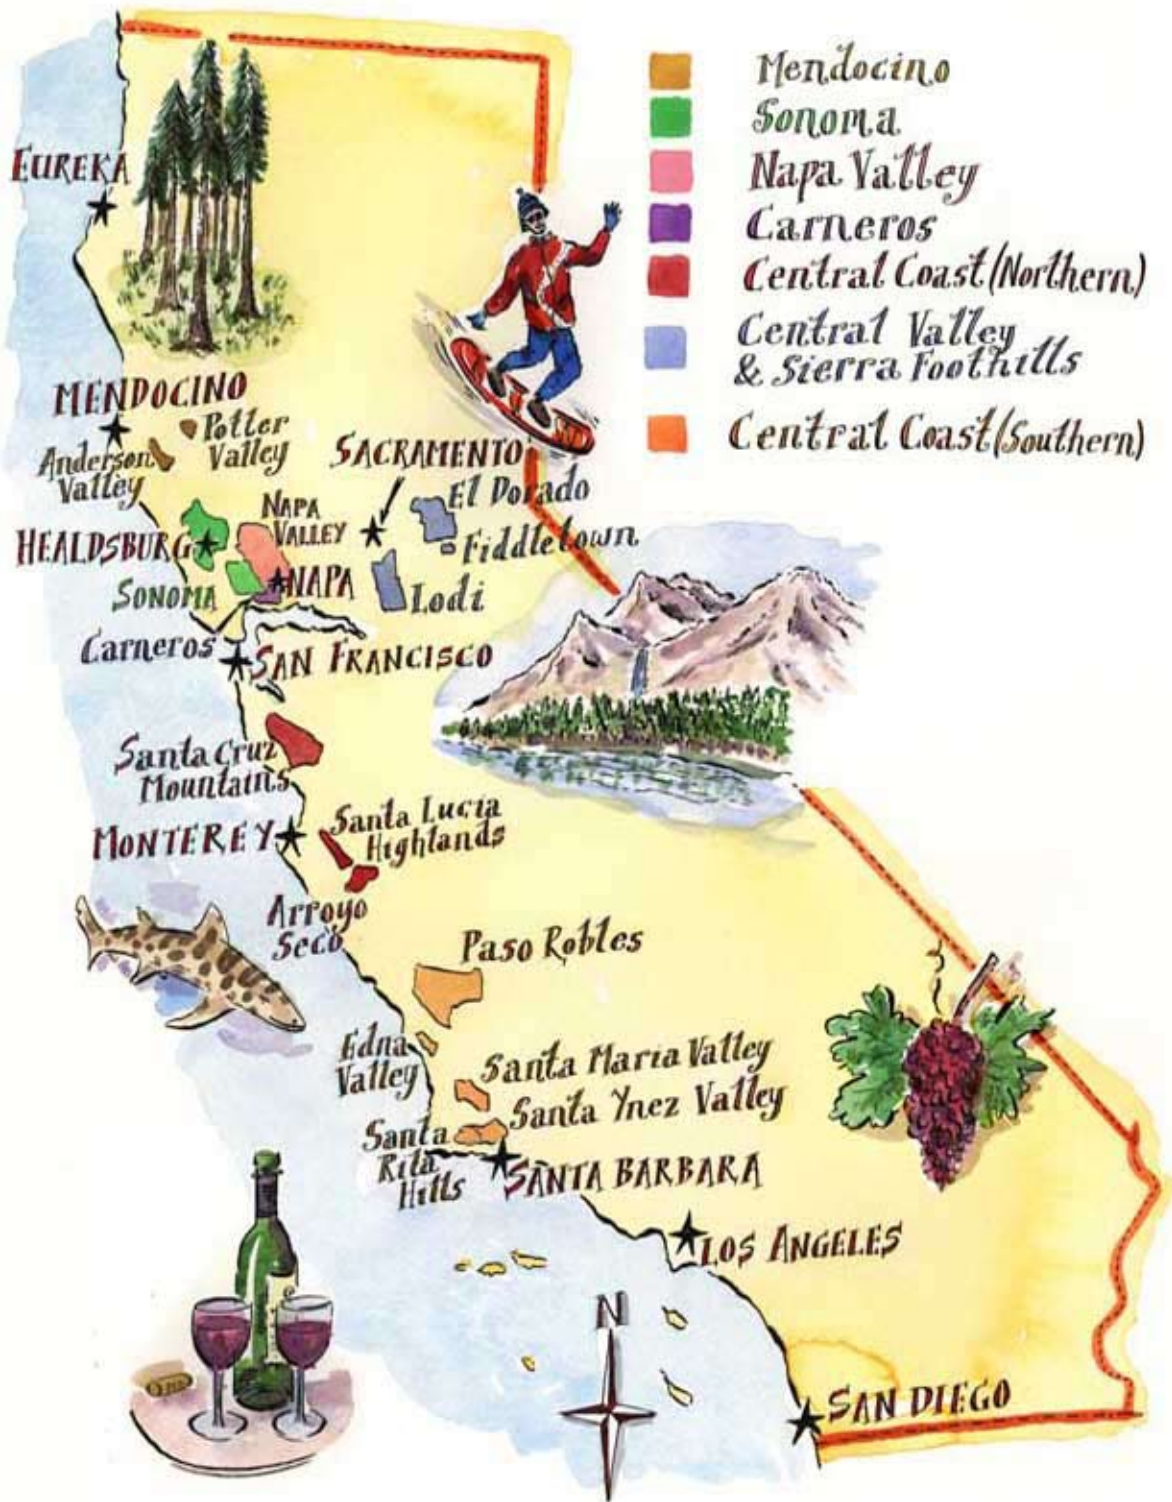 Mendocino
Sonoma
Napa Valley
Carneros
Central Coast (Northern)
Central Valley
& Sierra Foothills
Central Coast (Southern)
EUREKA
MENDOCINO
Potter
Valley
Anderson
Valley
SACRAMENTO
El Dorado
NAPA
VALLEY
Fiddletown
HEALDSBURG
NAPA
SONOMA
Lodi
Carneros
SAN FRANCISCO
Santa Cruz
Mountains
MONTEREY
Santa Lucia
Highlands
Arroyo
Seco
Paso Robles
Edna
Valley
Santa Maria Valley
Santa Ynez Valley
Santa
Rita
Hills
SANTA BARBARA
LOS ANGELES
N
SAN DIEGO